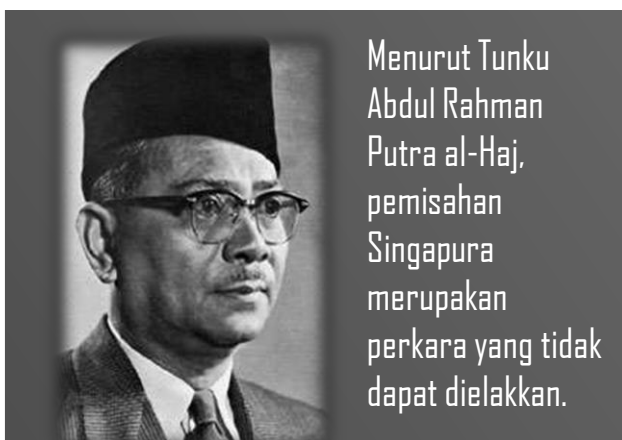 Menurut Tunku
Abdul Rahman
Putra al-Haj,
pemisahan
Singapura
merupakan
perkara yang tidak
dapat dielakkan.